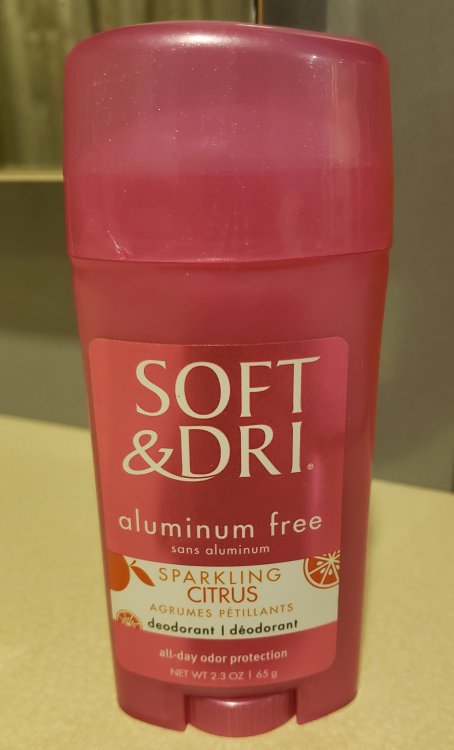 SOFT
&DRI®
aluminum free
sans aluminum
SPARKLING
CITRUS
AGRUMES PÉTILLANTS
deodorant | déodorant
all-day odor protection
NET WT 2.3 OZ | 65 g